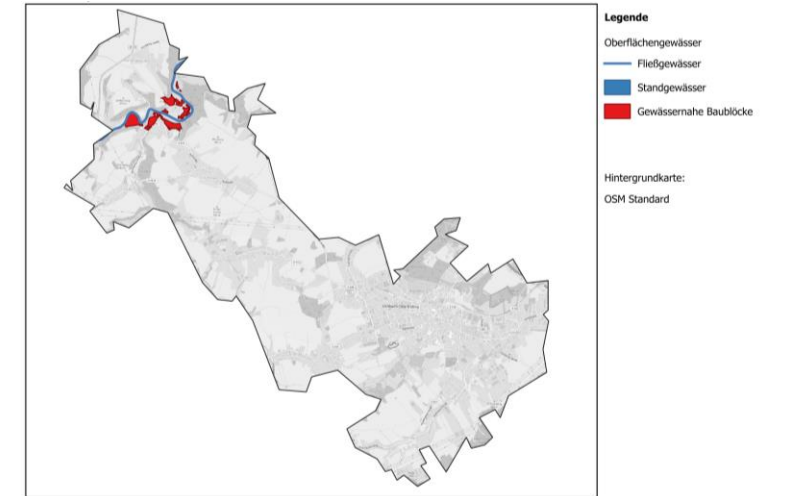 Legende
Oberflächengewässer
Fließgewässer
Standgewässer
Gewässernahe Baublöcke
Hintergrundkarte:
OSM Standard